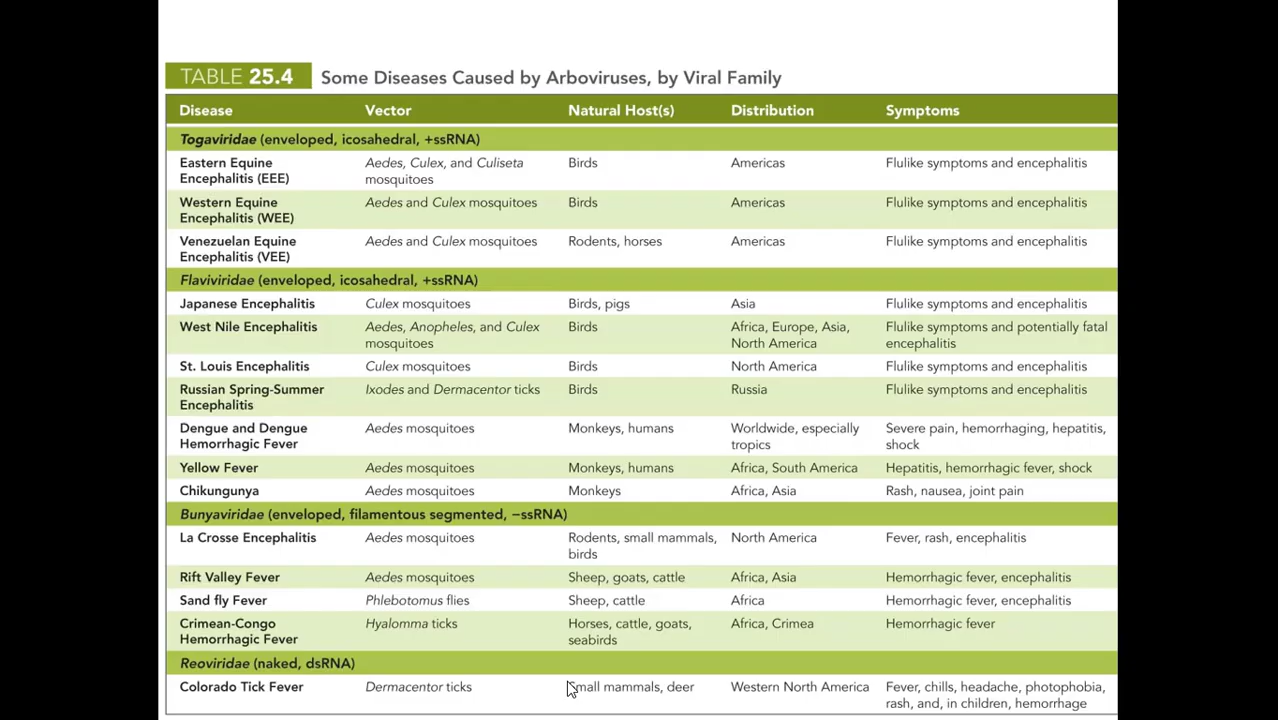 TABLE 25.4 Some Diseases Caused by Arboviruses, by Viral Family
Disease Vector Natural Host(s) Distribution Symptoms
Togaviridae (enveloped, icosahedral, +ssRNA)
Eastern Equine Aedes, Culex, and Culiseta Birds Americas Flulike symptoms and encephalitis
Encephalitis (EEE) mosquitoes
Western Equine Aedes and Culex mosquitoes Birds Americas Flulike symptoms and encephalitis
Encephalitis (WEE)
Venezuelan Equine Aedes and Culex mosquitoes Rodents, horses Americas Flulike symptoms and encephalitis
Encephalitis (VEE)
Flaviviridae (enveloped, icosahedral, +ssRNA)
Japanese Encephalitis Culex mosquitoes Birds, pigs Asia Flulike symptoms and encephalitis
West Nile Encephalitis Aedes, Anopheles, and Culex Birds Africa, Europe, Asia, Flulike symptoms and potentially fatal
mosquitoes North America encephalitis
St. Louis Encephalitis Culex mosquitoes Birds North America Flulike symptoms and encephalitis
Russian Spring-Summer Ixodes and Dermacentor ticks Birds Russia Flulike symptoms and encephalitis
Encephalitis
Dengue and Dengue Aedes mosquitoes Monkeys, humans Worldwide, especially Severe pain, hemorrhaging, hepatitis,
Hemorrhagic Fever tropics shock
Yellow Fever Aedes mosquitoes Monkeys, humans Africa, South America Hepatitis, hemorrhagic fever, shock
Chikungunya Aedes mosquitoes Monkeys Africa, Asia Rash, nausea, joint pain
Bunyaviridae (enveloped, filamentous segmented, −ssRNA)
La Crosse Encephalitis Aedes mosquitoes Rodents, small mammals, North America Fever, rash, encephalitis
birds
Rift Valley Fever Aedes mosquitoes Sheep, goats, cattle Africa, Asia Hemorrhagic fever, encephalitis
Sand fly Fever Phlebotomus flies Sheep, cattle Africa Hemorrhagic fever, encephalitis
Crimean-Congo Hyalomma ticks Horses, cattle, goats, Africa, Crimea Hemorrhagic fever
Hemorrhagic Fever seabirds
Reoviridae (naked, dsRNA)
Colorado Tick Fever Dermacentor ticks Small mammals, deer Western North America Fever, chills, headache, photophobia,
rash, and, in children, hemorrhage